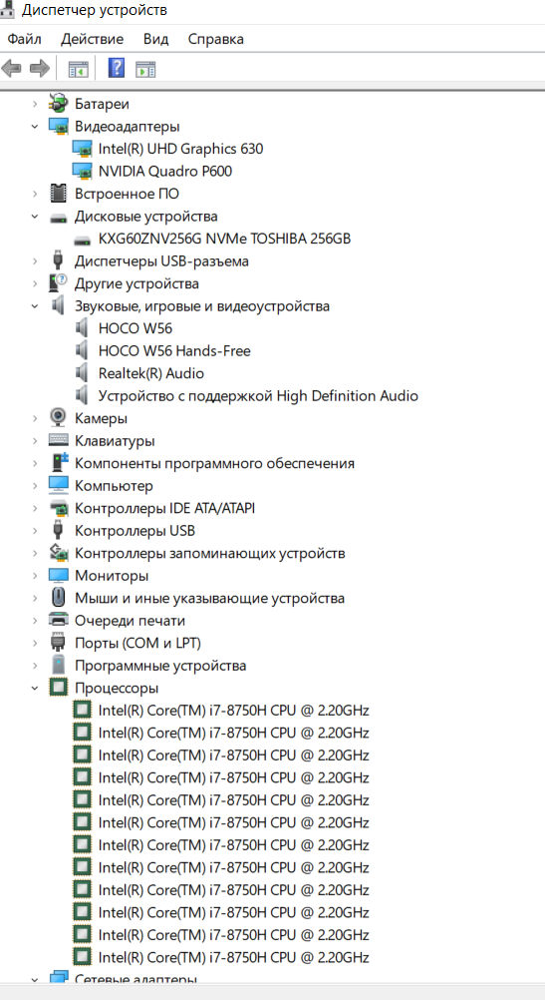 Диспетчер устройств
Файл Действие Вид Справка
Батареи
Видеоадаптеры
Intel(R) UHD Graphics 630
NVIDIA Quadro P600
Встроенное ПО
Дисковые устройства
KXG60ZNV256G NVMe TOSHIBA 256GB
Диспетчеры USB-разъема
Другие устройства
Звуковые, игровые и видеоустройства
HOCO W56
HOCO W56 Hands-Free
Realtek(R) Audio
Устройство с поддержкой High Definition Audio
Камеры
Клавиатуры
Компоненты программного обеспечения
Компьютер
Контроллеры IDE ATA/ATAPI
Контроллеры USB
Контроллеры запоминающих устройств
Мониторы
Мыши и иные указывающие устройства
Очереди печати
Порты (COM и LPT)
Программные устройства
Процессоры
Intel(R) Core(TM) i7-8750H CPU @ 2.20GHz
Intel(R) Core(TM) i7-8750H CPU @ 2.20GHz
Intel(R) Core(TM) i7-8750H CPU @ 2.20GHz
Intel(R) Core(TM) i7-8750H CPU @ 2.20GHz
Intel(R) Core(TM) i7-8750H CPU @ 2.20GHz
Intel(R) Core(TM) i7-8750H CPU @ 2.20GHz
Intel(R) Core(TM) i7-8750H CPU @ 2.20GHz
Intel(R) Core(TM) i7-8750H CPU @ 2.20GHz
Intel(R) Core(TM) i7-8750H CPU @ 2.20GHz
Intel(R) Core(TM) i7-8750H CPU @ 2.20GHz
Intel(R) Core(TM) i7-8750H CPU @ 2.20GHz
Intel(R) Core(TM) i7-8750H CPU @ 2.20GHz
Сетевые адаптеры